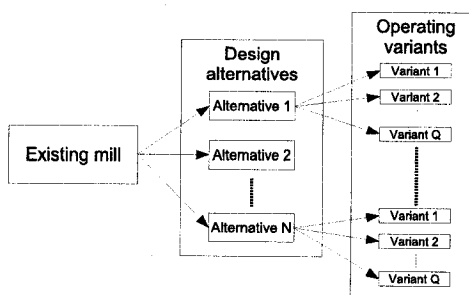 Existing mill
Design
alternatives
Alternative 1
Alternative 2
Alternative N
Operating
variants
Variant 1
Variant 2
Variant Q
Variant 1
Variant 2
Variant Q